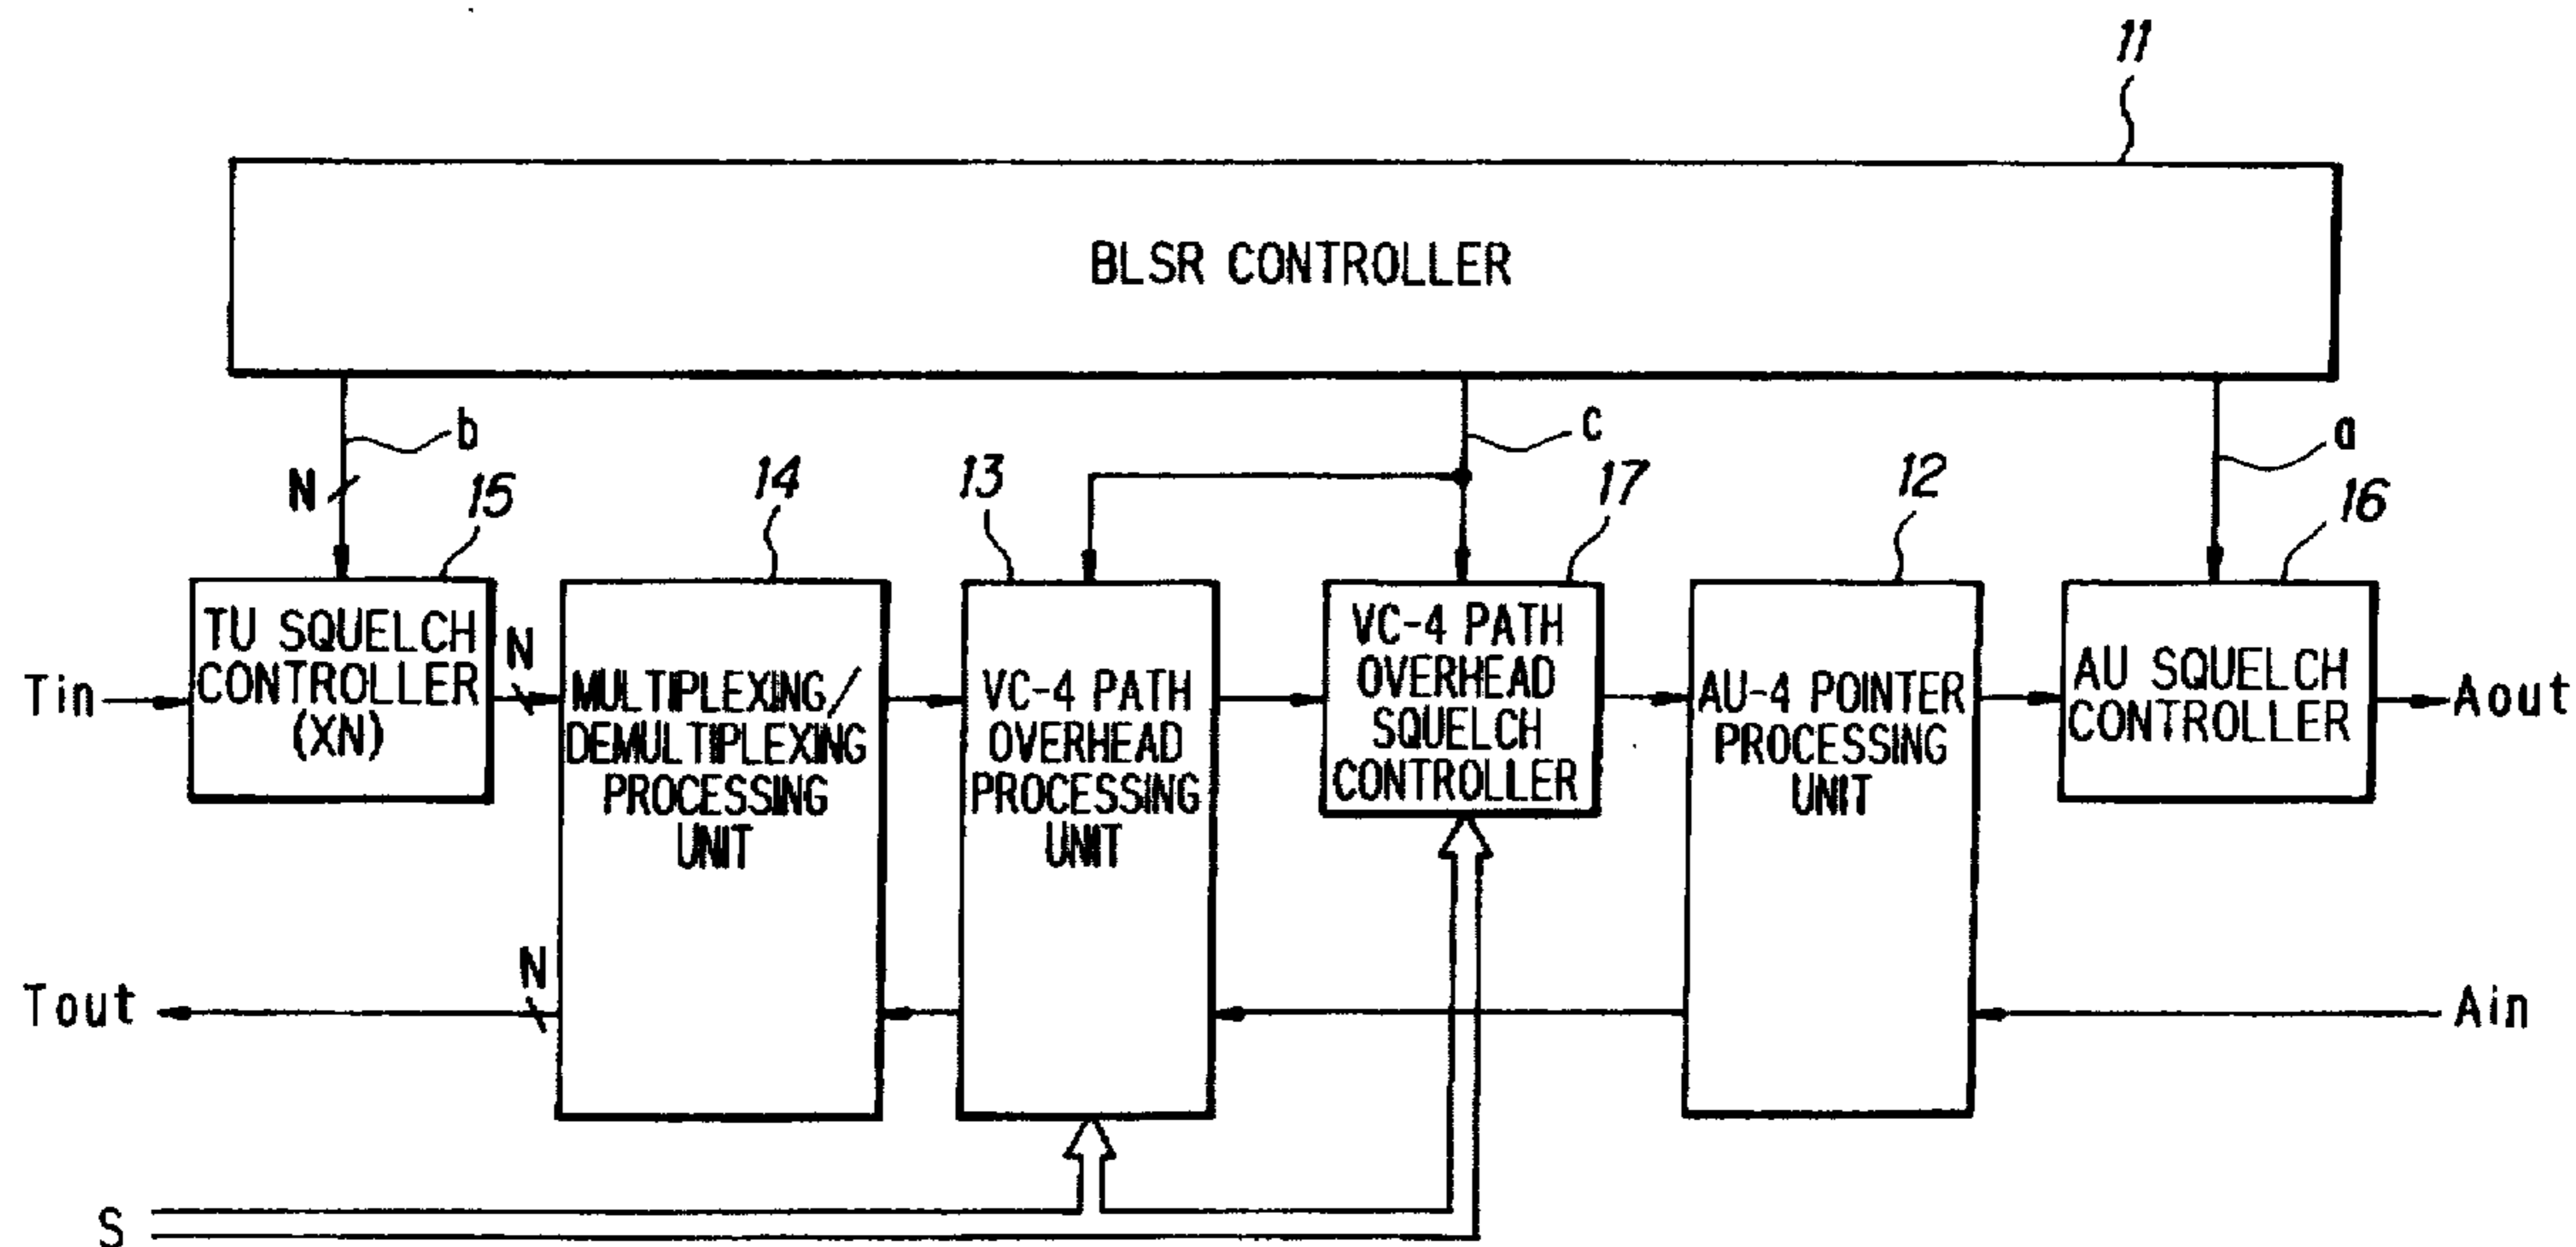 11
BLSR CONTROLLER
b
c
a
N
15
14
13
17
12
16
TU SQUELCH
CONTROLLER
(XN)
N
MULTIPLEXING/
DEMULTIPLEXING
PROCESSING
UNIT
VC-4 PATH
OVERHEAD
PROCESSING
UNIT
VC-4 PATH
OVERHEAD
SQUELCH
CONTROLLER
AU-4 POINTER
PROCESSING
UNIT
AU SQUELCH
CONTROLLER
Tin
Aout
N
Tout
Ain
S